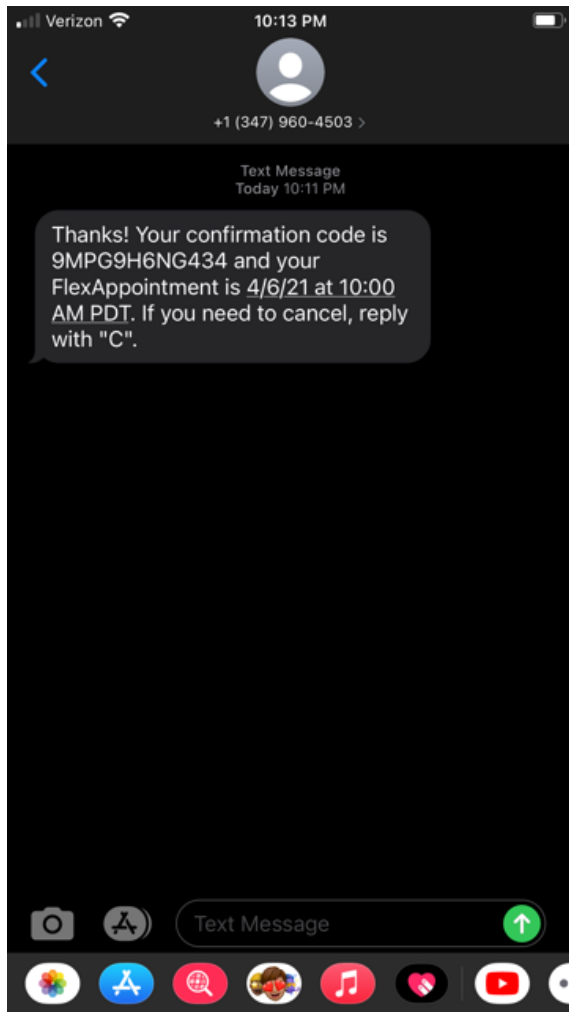 Verizon 10:13 PM
+1 (347) 960-4503 >
Text Message
Today 10:11 PM
Thanks! Your confirmation code is
9MPG9H6NG434 and your
FlexAppointment is 4/6/21 at 10:00
AM PDT. If you need to cancel, reply
with "C".
Text Message